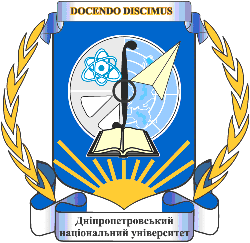 DOCENDO DISCIMUS
Дніпропетровський
національний університет